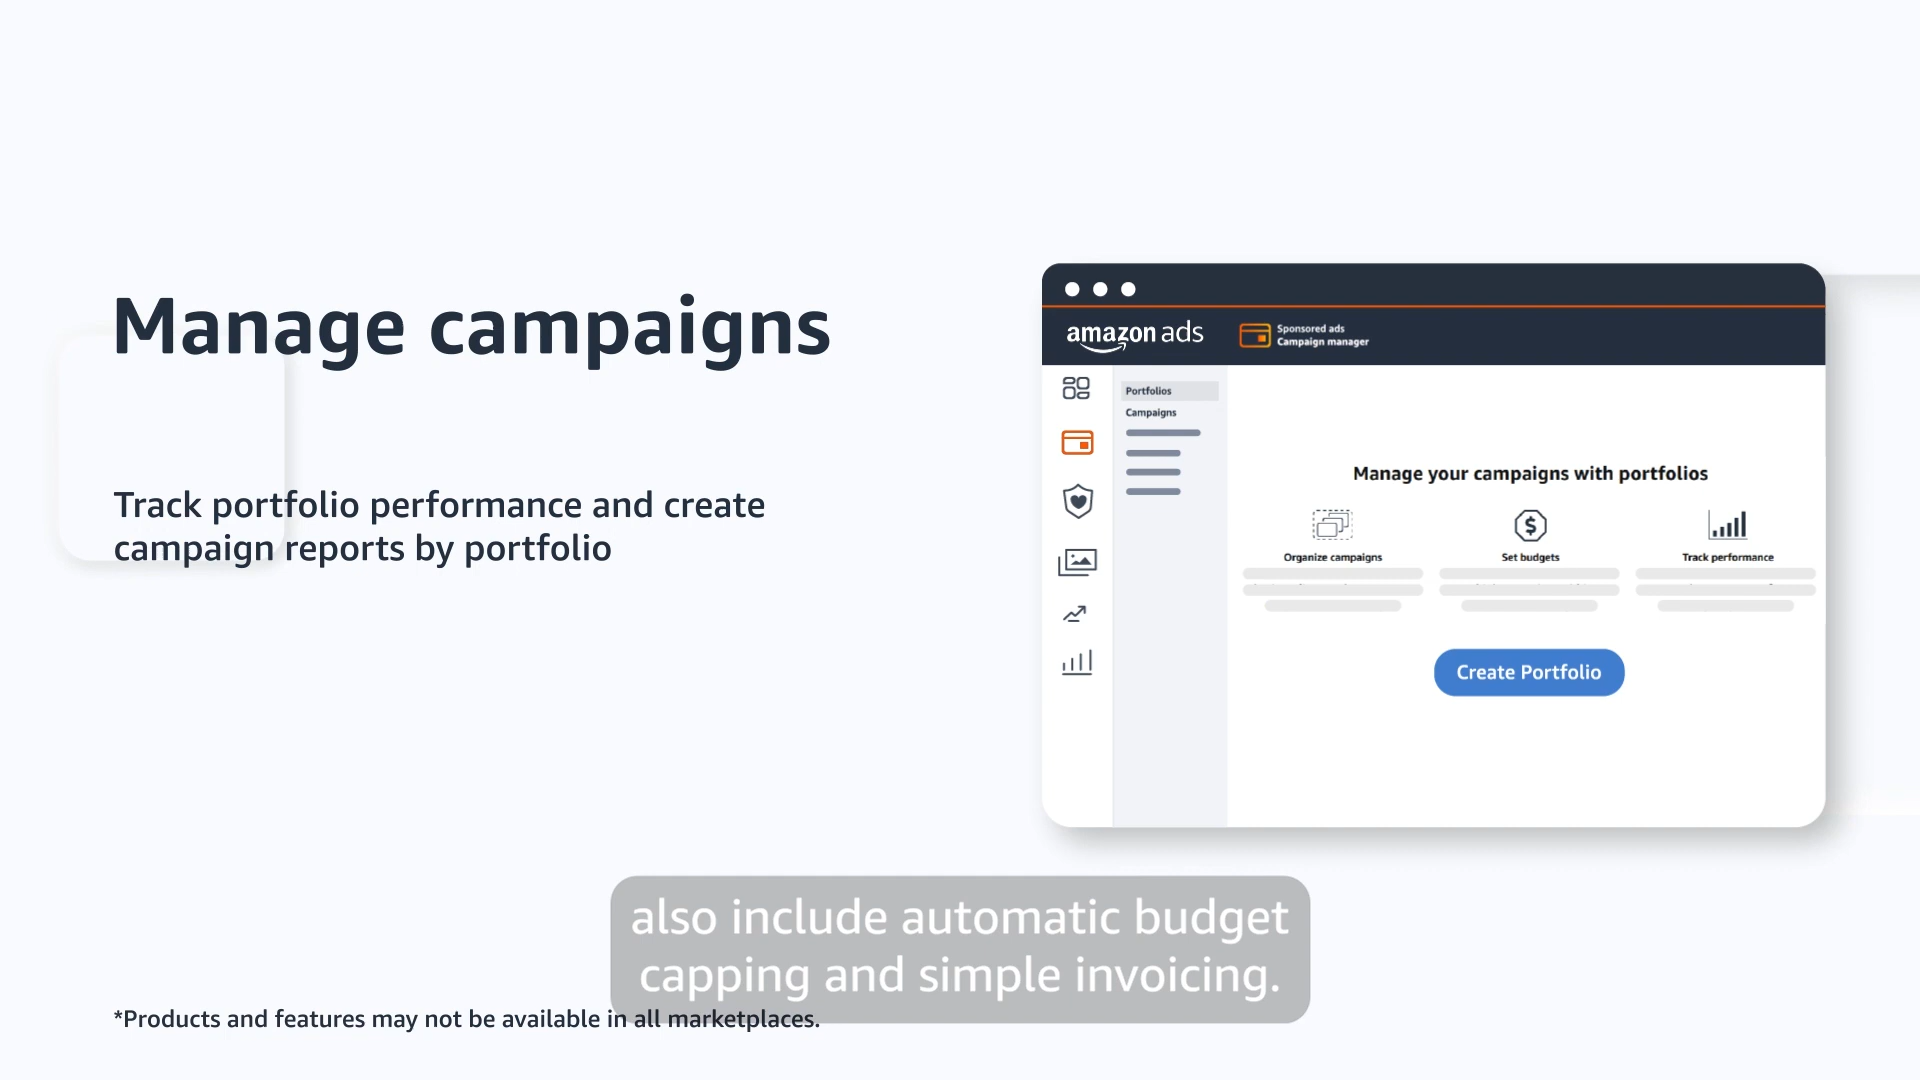 Manage campaigns
Track portfolio performance and create
campaign reports by portfolio
amazon ads
Sponsored ads
Campaign manager
Portfolios
Campaigns
Manage your campaigns with portfolios
Organize campaigns
Set budgets
Track performance
Create Portfolio
also include automatic budget
capping and simple invoicing.
*Products and features may not be available in all marketplaces.